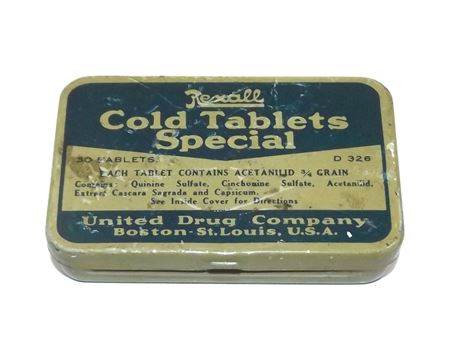 Rexall
Cold Tablets
Special
30 TABLETS D 326
EACH TABLET CONTAINS ACETANILID ¾ GRAIN
Contains: Quinine Sulfate, Cinchonine Sulfate, Acetanilid,
Extract Cascara Sagrada and Capsicum.
See Inside Cover for Directions
United Drug Company
Boston-St. Louis, U.S.A.